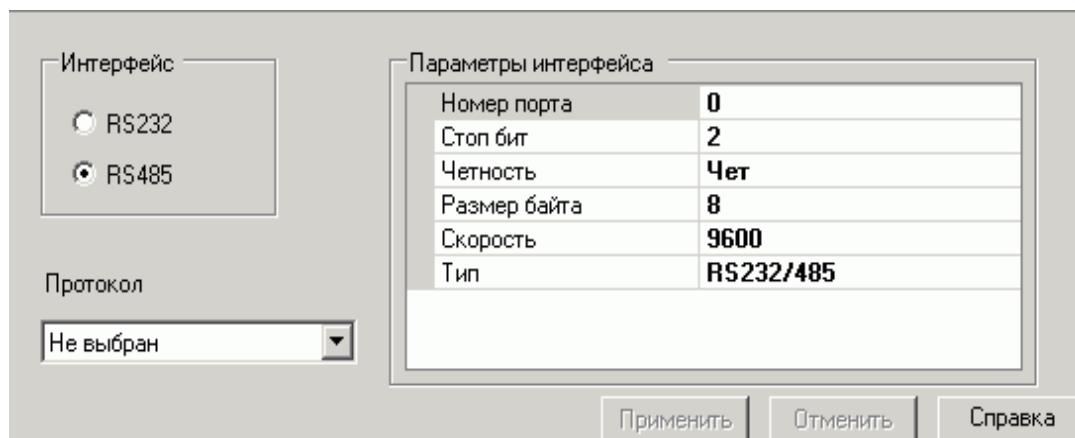 Интерфейс
RS232
RS485
Протокол
Не выбран
Параметры интерфейса
Номер порта 0
Стоп бит 2
Четность Чет
Размер байта 8
Скорость 9600
Тип RS232/485
Применить Отменить Справка